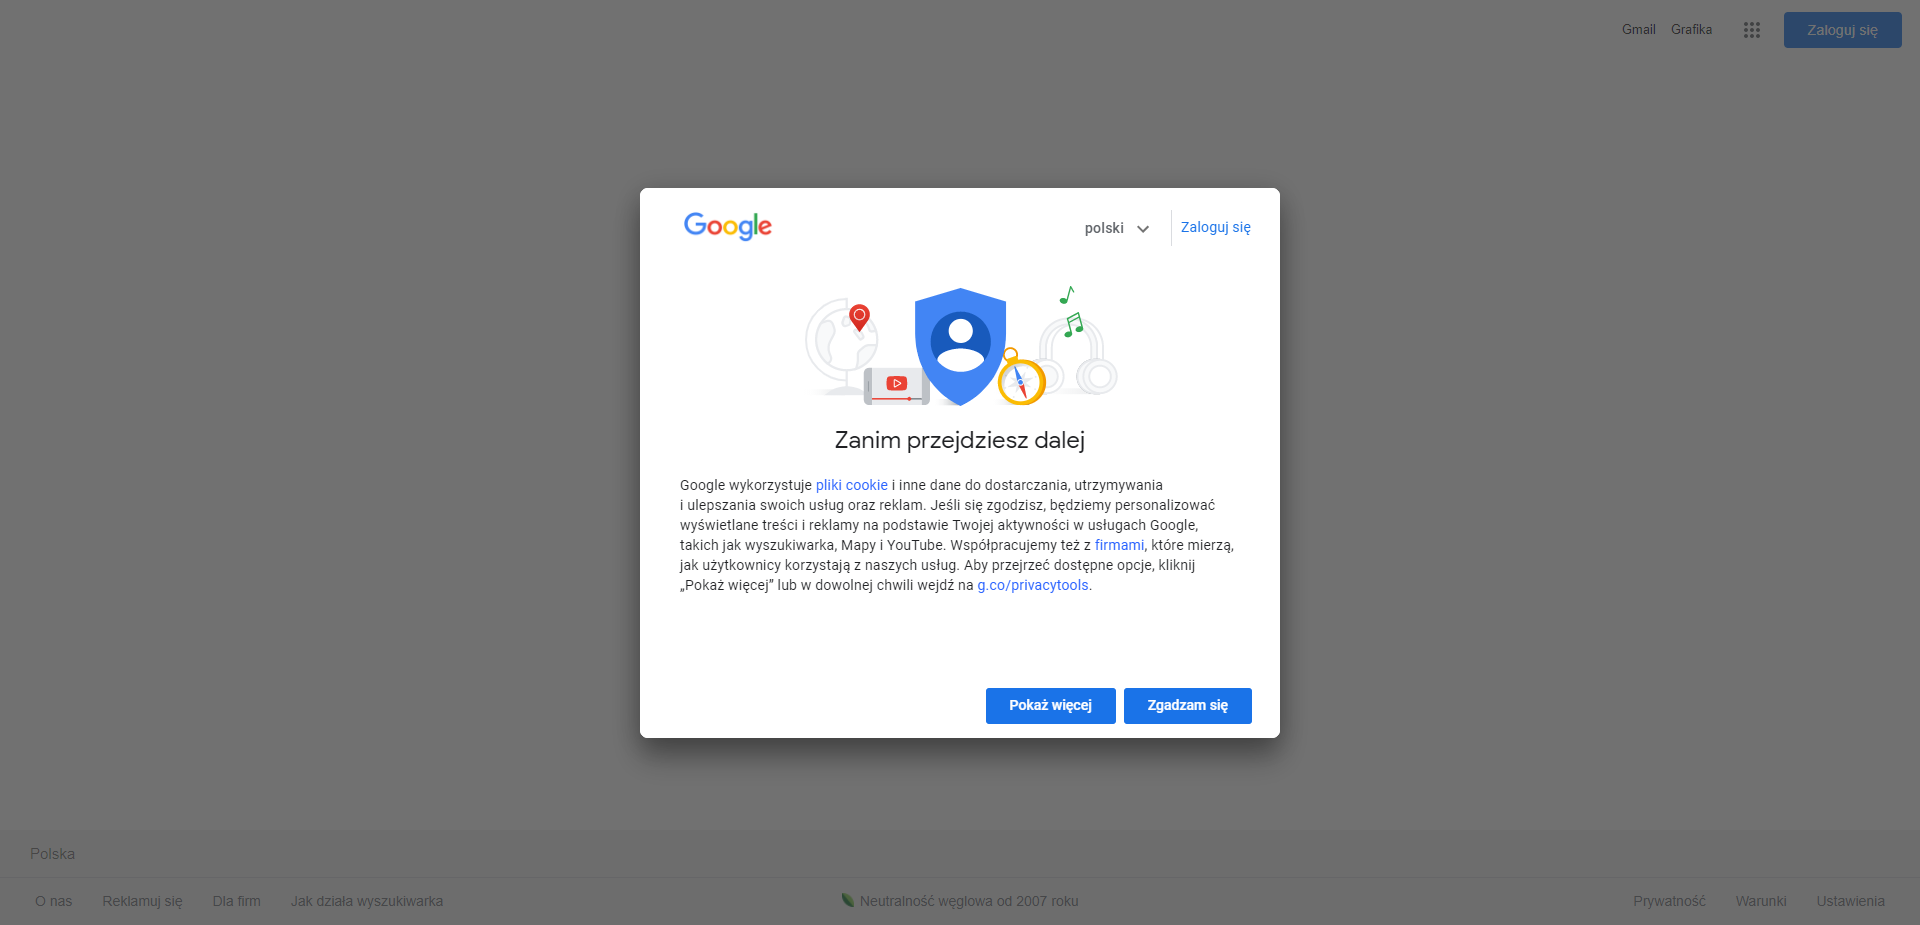 Gmail Grafika Zaloguj się
Google polski Zaloguj się
Zanim przejdziesz dalej
Google wykorzystuje pliki cookie i inne dane do dostarczania, utrzymywania
i ulepszania swoich usług oraz reklam. Jeśli się zgodzisz, będziemy personalizować
wyświetlane treści i reklamy na podstawie Twojej aktywności w usługach Google,
takich jak wyszukiwarka, Mapy i YouTube. Współpracujemy też z firmami, które mierzą,
jak użytkownicy korzystają z naszych usług. Aby przejrzeć dostępne opcje, kliknij
„Pokaż więcej” lub w dowolnej chwili wejdź na g.co/privacytools.
Pokaż więcej Zgadzam się
Polska
O nas Reklamuj się Dla firm Jak działa wyszukiwarka Neutralność węglowa od 2007 roku Prywatność Warunki Ustawienia